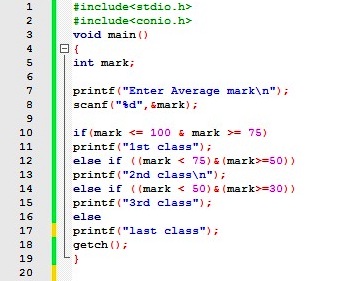 1 #include<stdio.h>
2 #include<conio.h>
3 void main()
4 {
5 int mark;
6
7 printf("Enter Average mark\n");
8 scanf("%d",&mark);
9
10 if(mark <= 100 & mark >= 75)
11 printf("1st class");
12 else if ((mark < 75)&(mark>=50))
13 printf("2nd class\n");
14 else if ((mark < 50)&(mark>=30))
15 printf("3rd class");
16 else
17 printf("last class");
18 getch();
19 }
20